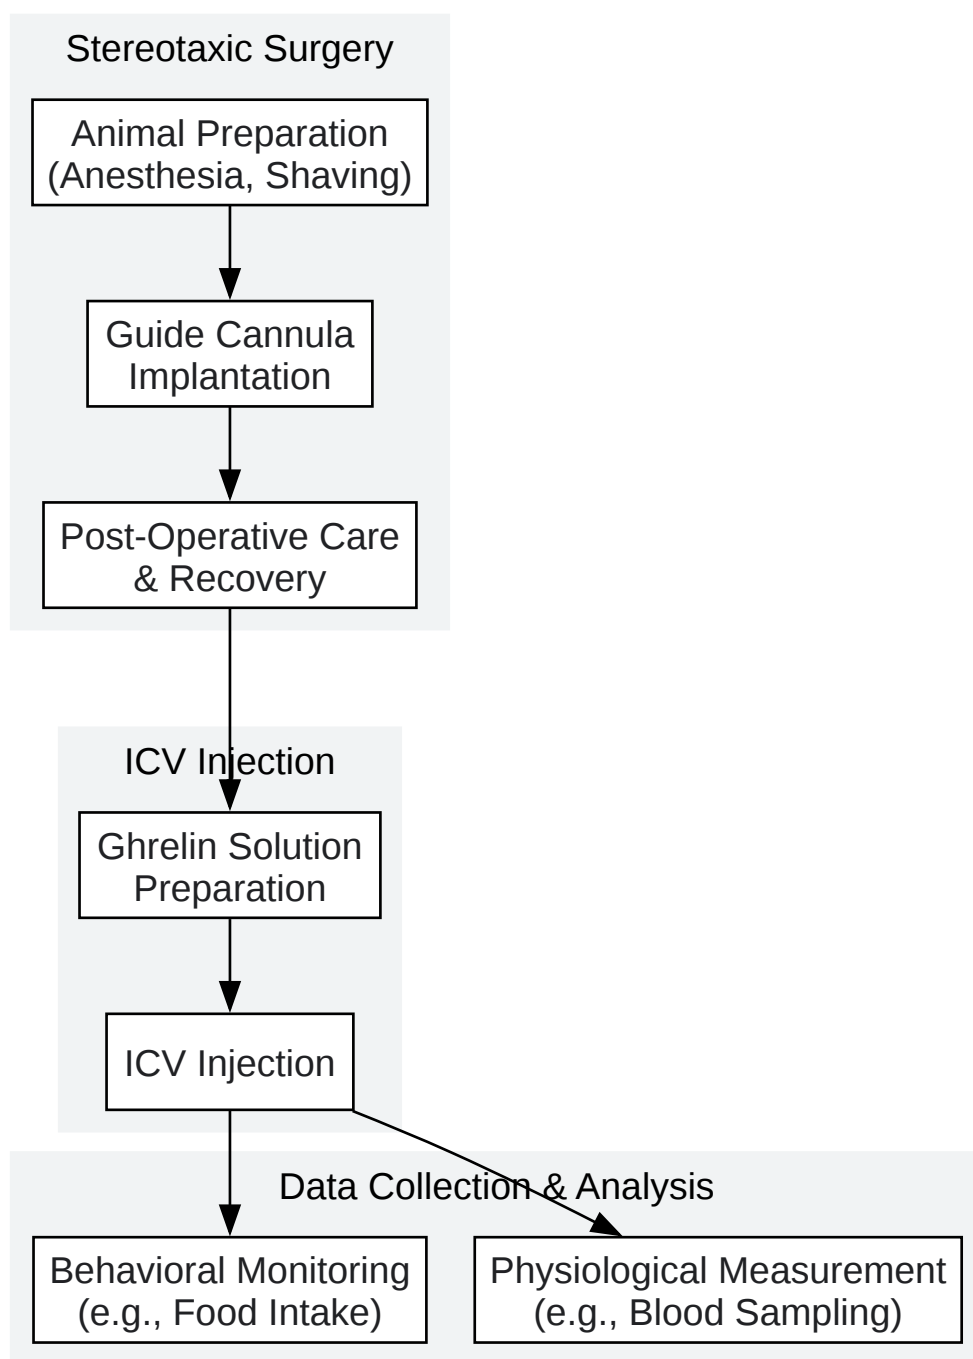 Stereotaxic Surgery
Animal Preparation
(Anesthesia, Shaving)
Guide Cannula
Implantation
Post-Operative Care
& Recovery
ICV Injection
Ghrelin Solution
Preparation
ICV Injection
Data Collection & Analysis
Behavioral Monitoring
(e.g., Food Intake)
Physiological Measurement
(e.g., Blood Sampling)